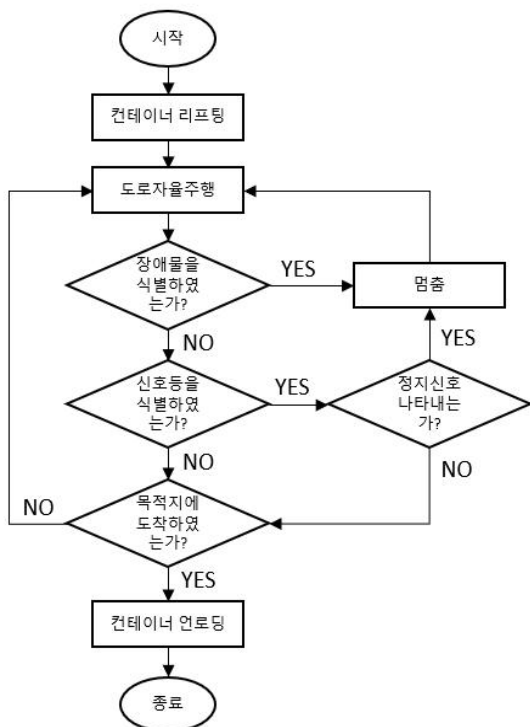 시작
컨테이너 리프팅
도로자율주행
장애물을
식별하였
는가?
YES
멈춤
NO
YES
신호등을
식별하였
는가?
YES
정지신호
나타내는
가?
NO
NO
목적지에
도착하였
는가?
NO
YES
컨테이너 언로딩
종료